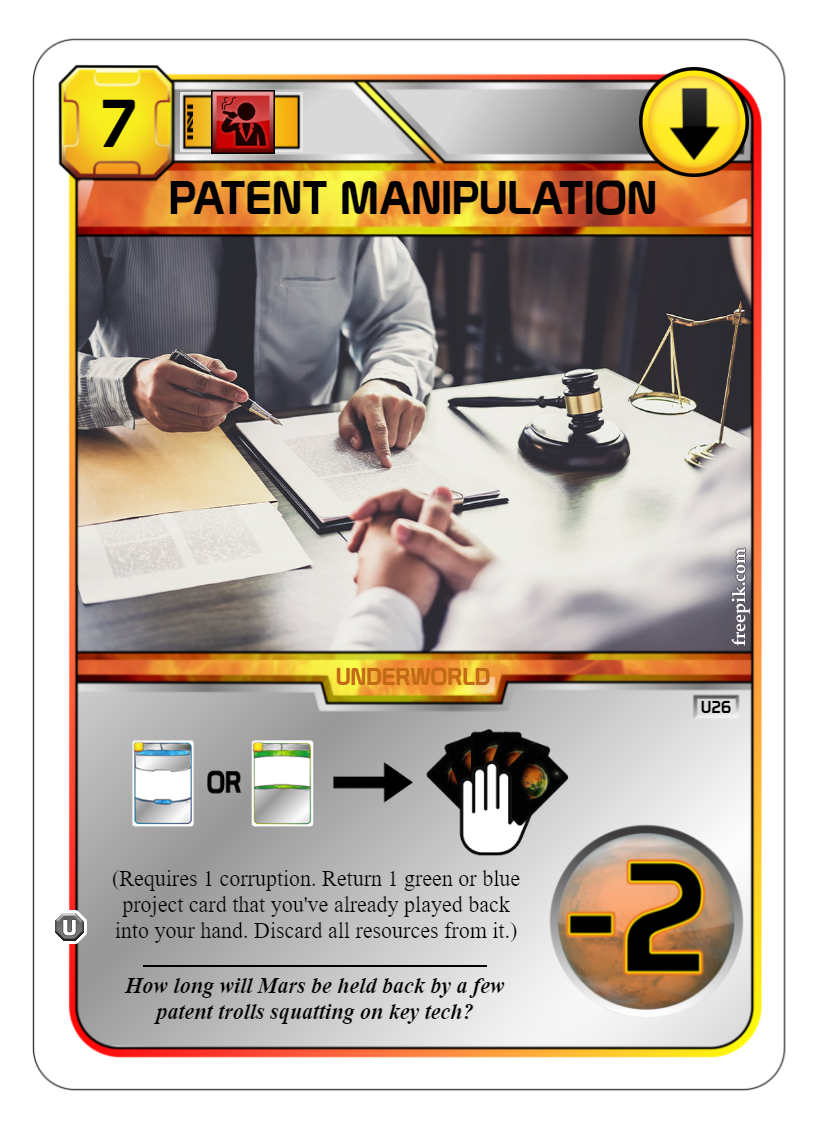 7
PATENT MANIPULATION
freepik.com
UNDERWORLD
U26
OR
(Requires 1 corruption. Return 1 green or blue
project card that you've already played back
into your hand. Discard all resources from it.)
U
-2
How long will Mars be held back by a few
patent trolls squatting on key tech?